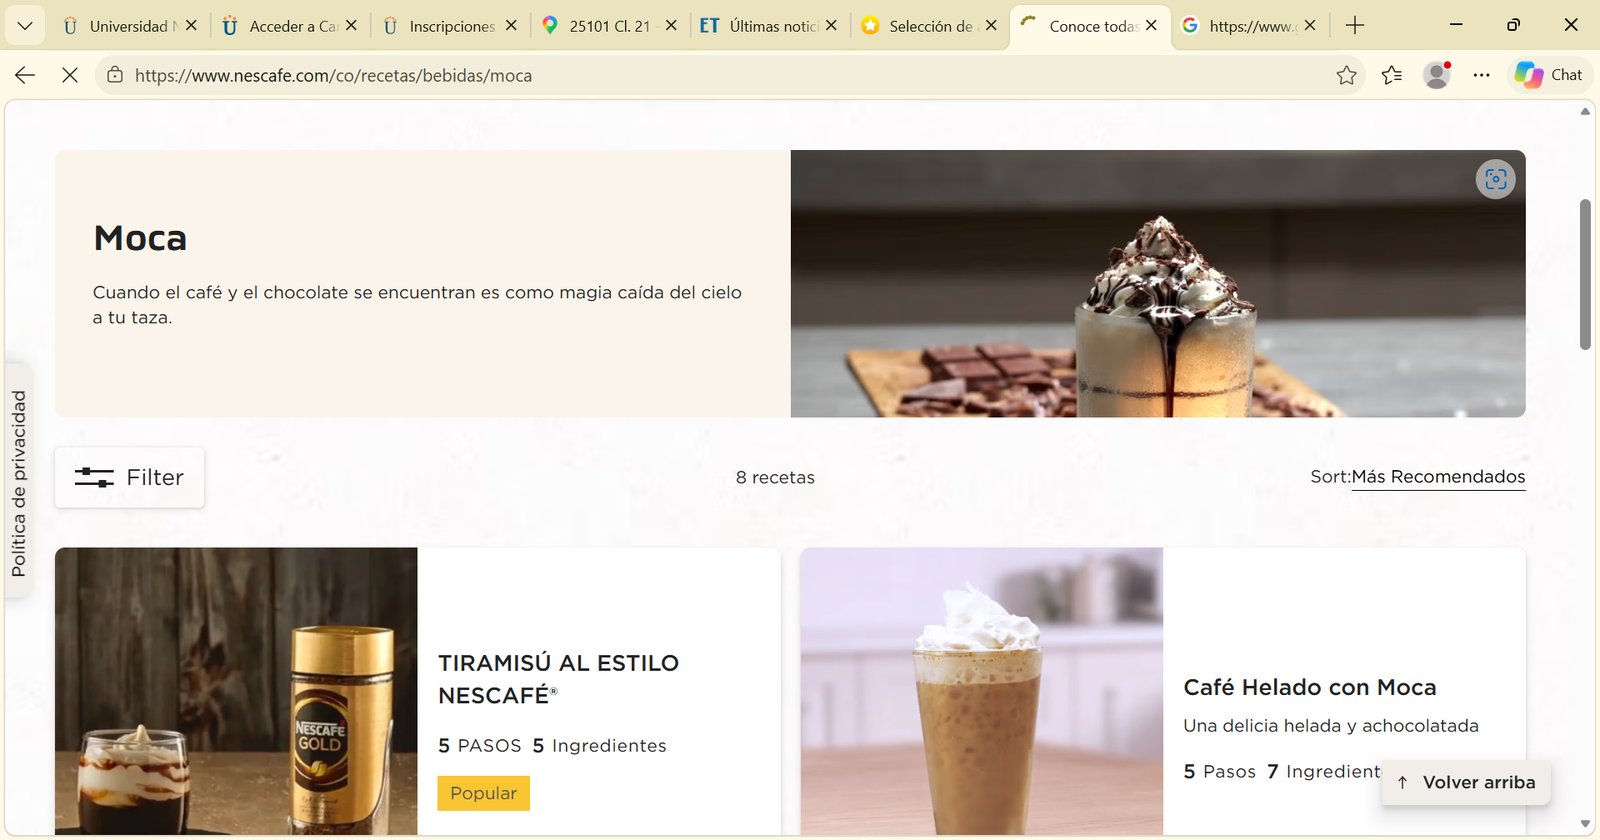 Universidad N
Acceder a Ca
Inscripciones
25101 Cl. 21
ET Últimas notici
Selección de
Conoce todas
https://www.g
https://www.nescafe.com/co/recetas/bebidas/moca
Chat
Moca
Cuando el café y el chocolate se encuentran es como magia caída del cielo
a tu taza.
Política de privacidad
Filter
8 recetas
Sort:Más Recomendados
NESCAFÉ
GOLD
TIRAMISÚ AL ESTILO
NESCAFÉ®
5 PASOS 5 Ingredientes
Popular
Café Helado con Moca
Una delicia helada y achocolatada
5 Pasos 7 Ingredient
↑ Volver arriba